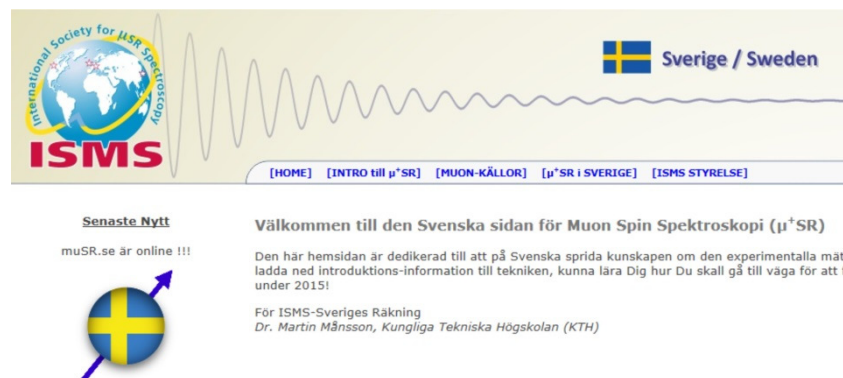 International Society for μSR Spectroscopy
ISMS
Sverige / Sweden
[HOME] [INTRO till µ+SR] [MUON-KÄLLOR] [µ+SR i SVERIGE] [ISMS STYRELSE]
Senaste Nytt
muSR.se är online !!!
Välkommen till den Svenska sidan för Muon Spin Spektroskopi (µ+SR)
Den här hemsidan är dedikerad till att på Svenska sprida kunskapen om den experimentalla mät
ladda ned introduktions-information till tekniken, kunna lära Dig hur Du skall gå till väga för att
under 2015!
För ISMS-Sveriges Räkning
Dr. Martin Månsson, Kungliga Tekniska Högskolan (KTH)